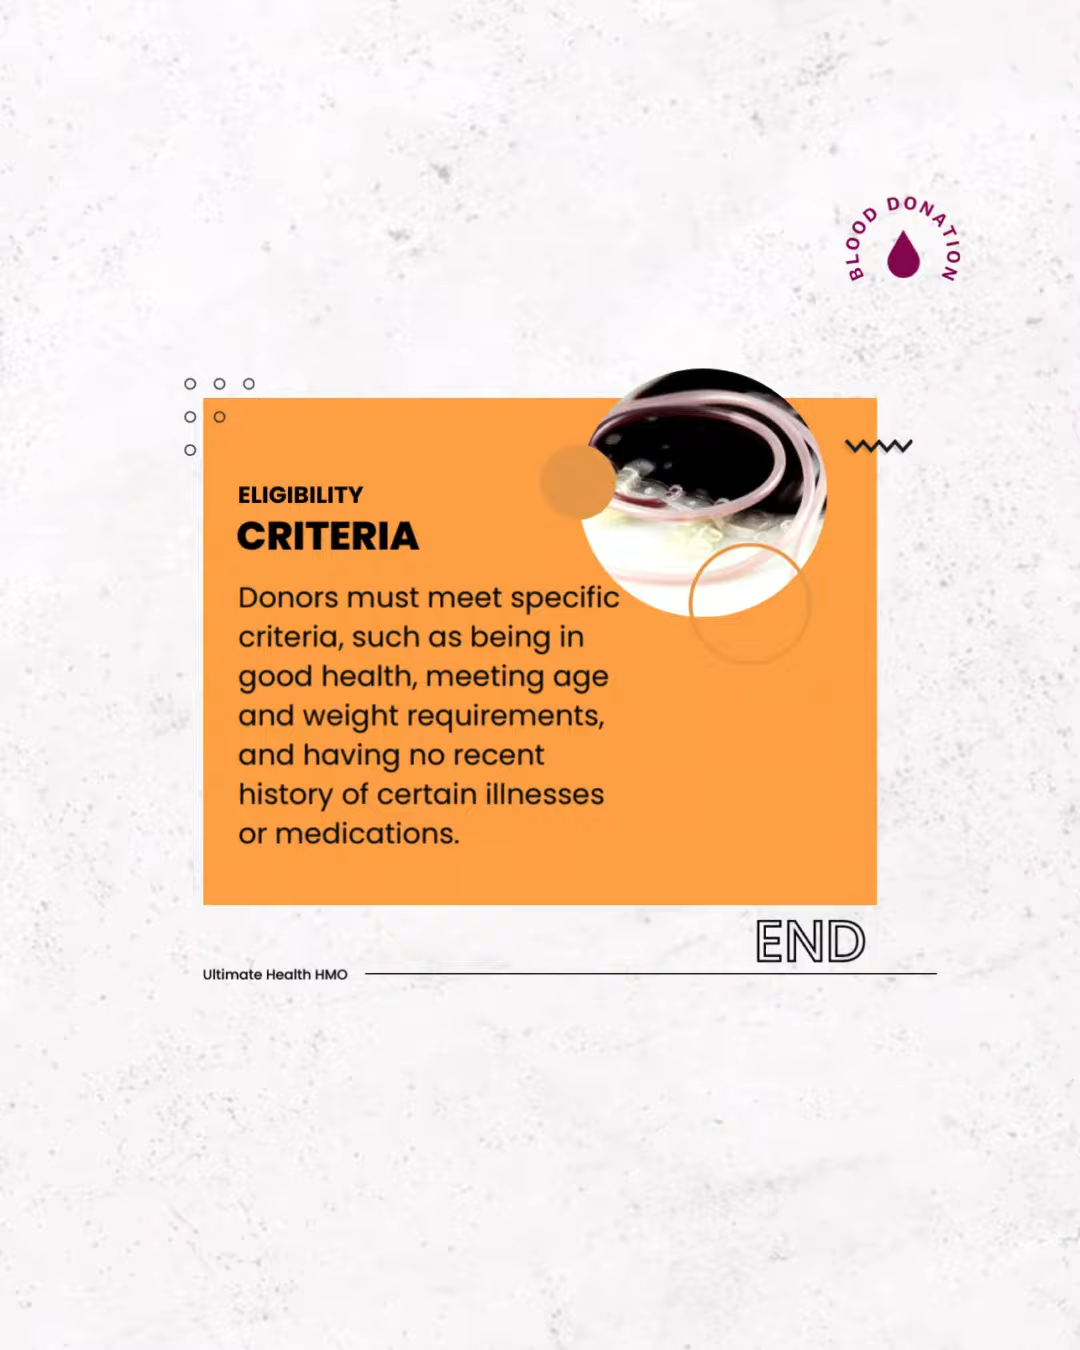 BLOOD DONATION
ELIGIBILITY
CRITERIA
Donors must meet specific
criteria, such as being in
good health, meeting age
and weight requirements,
and having no recent
history of certain illnesses
or medications.
END
Ultimate Health HMO